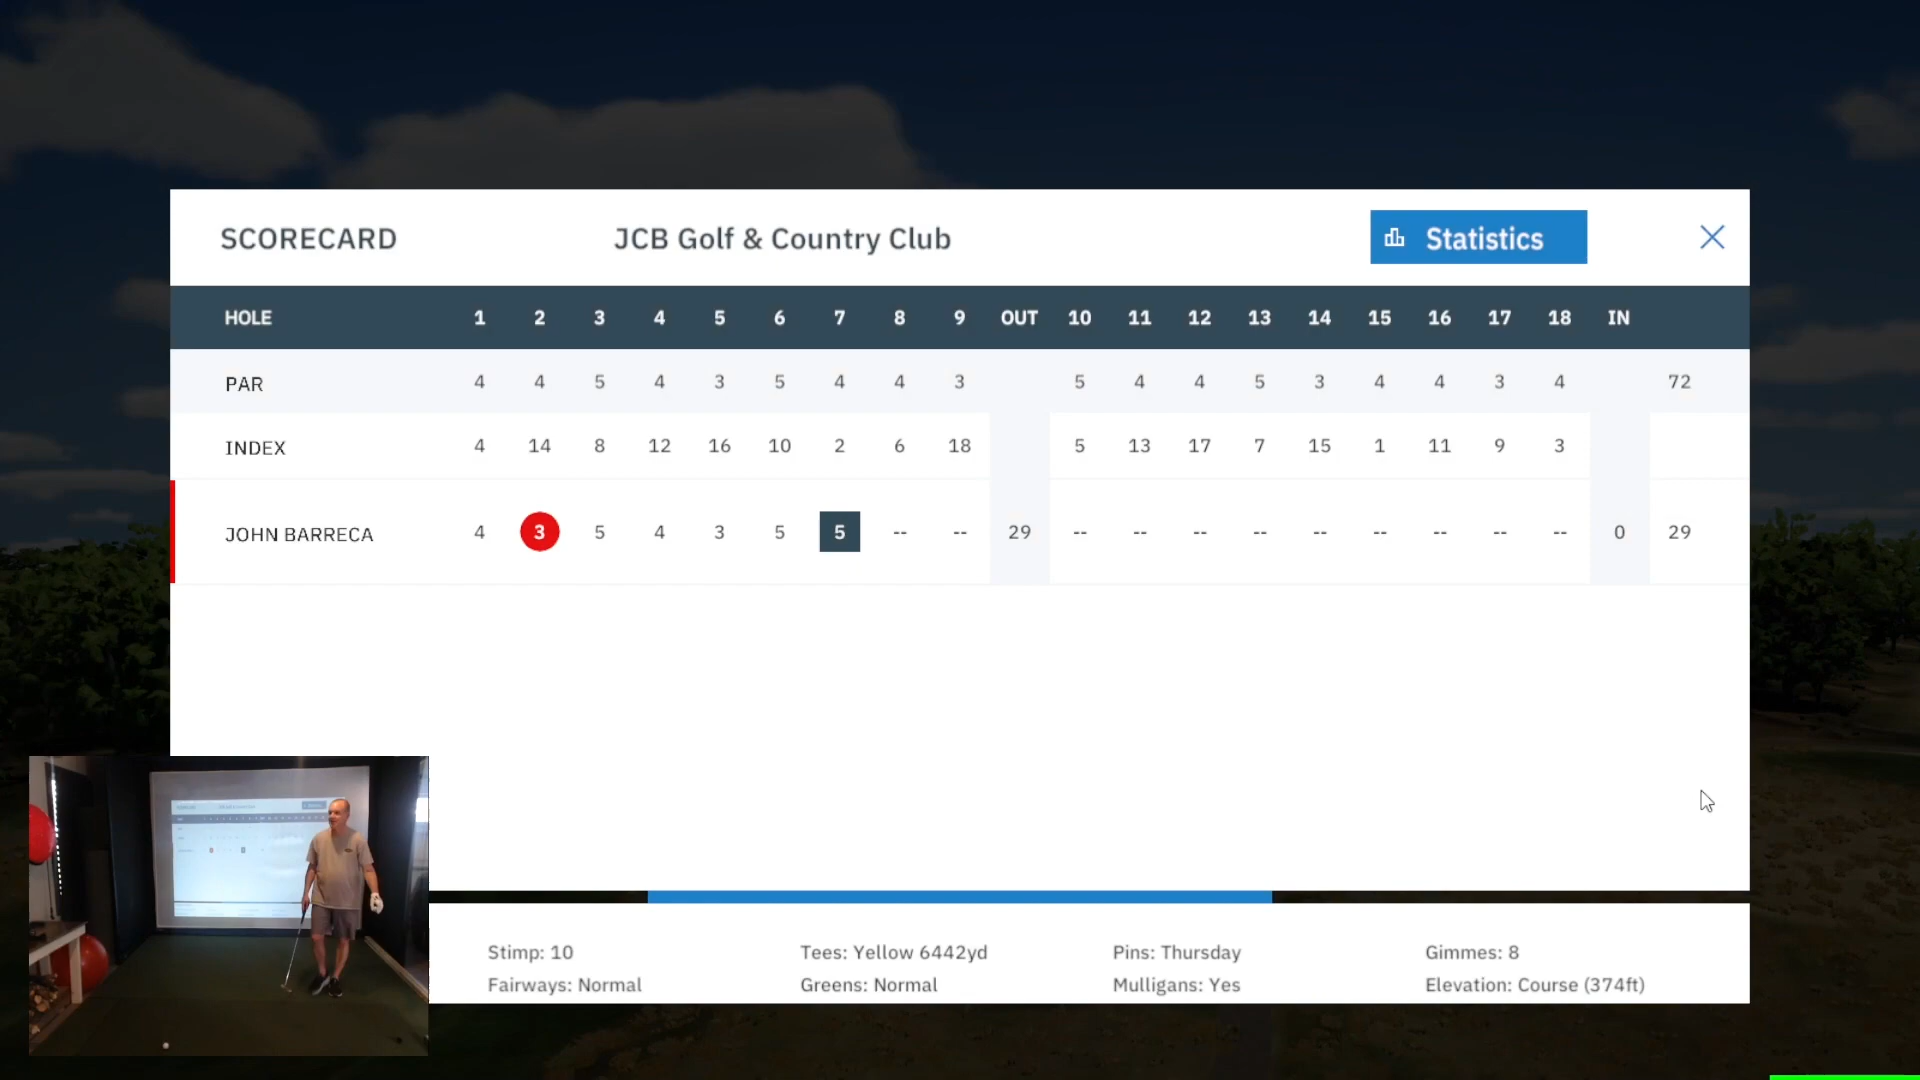 SCORECARD JCB Golf & Country Club Statistics
HOLE 1 2 3 4 5 6 7 8 9 OUT 10 11 12 13 14 15 16 17 18 IN
PAR 4 4 5 4 3 5 4 4 3 5 4 4 5 3 4 4 3 4 72
INDEX 4 14 8 12 16 10 2 6 18 5 13 17 7 15 1 11 9 3
JOHN BARRECA 4 3 5 4 3 5 5 -- -- 29 -- -- -- -- -- -- -- -- -- 0 29
Stimp: 10 Tees: Yellow 6442yd Pins: Thursday Gimmes: 8
Fairways: Normal Greens: Normal Mulligans: Yes Elevation: Course (374ft)